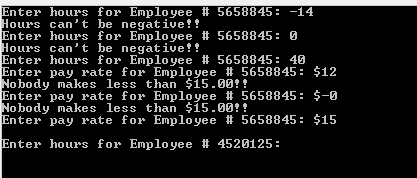 Enter hours for Employee # 5658845: -14
Hours can't be negative!!
Enter hours for Employee # 5658845: 0
Hours can't be negative!!
Enter hours for Employee # 5658845: 40
Enter pay rate for Employee # 5658845: $12
Nobody makes less than $15.00!!
Enter pay rate for Employee # 5658845: $-0
Nobody makes less than $15.00!!
Enter pay rate for Employee # 5658845: $15
Enter hours for Employee # 4520125: